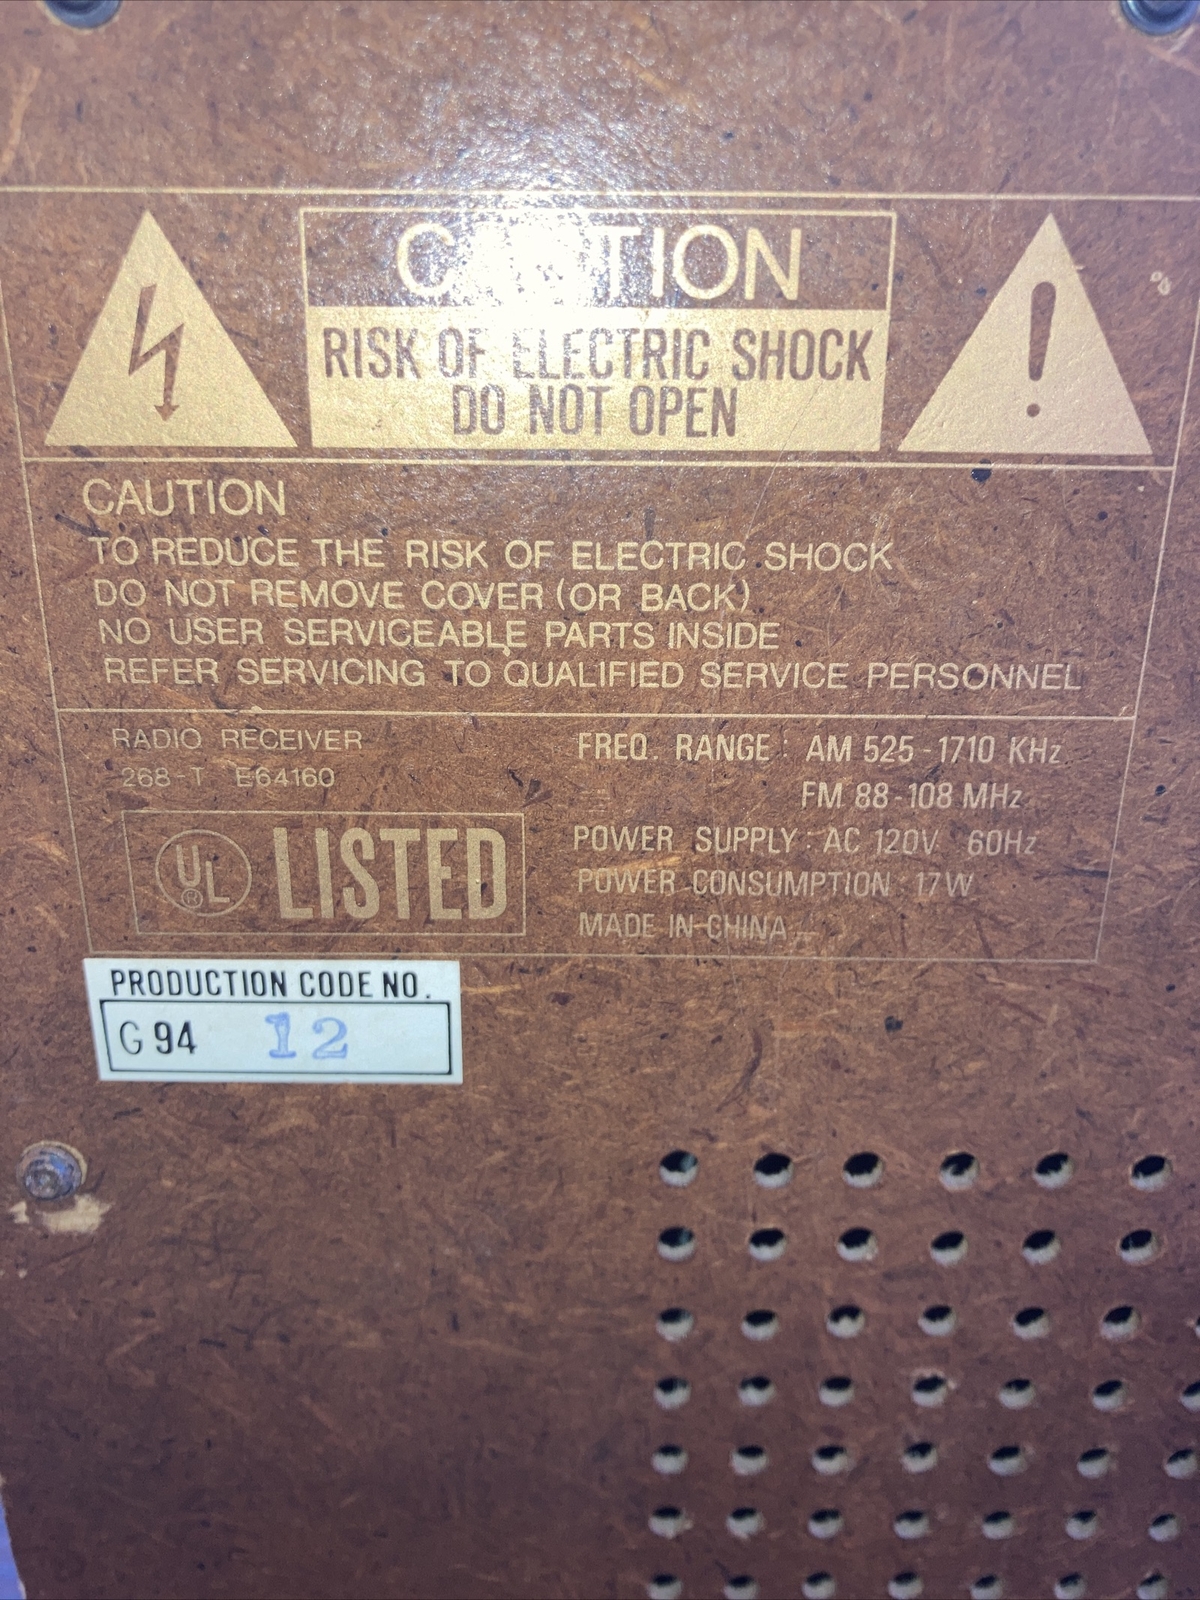 CAUTION
RISK OF ELECTRIC SHOCK
DO NOT OPEN
CAUTION
TO REDUCE THE RISK OF ELECTRIC SHOCK
DO NOT REMOVE COVER (OR BACK)
NO USER SERVICEABLE PARTS INSIDE
REFER SERVICING TO QUALIFIED SERVICE PERSONNEL
RADIO RECEIVER
268-T E64160
UL ® LISTED
FREQ. RANGE : AM 525-1710 KHz
FM 88-108 MHz
POWER SUPPLY : AC 120V 60Hz
POWER CONSUMPTION 17W
MADE IN CHINA
PRODUCTION CODE NO.
G 94 12